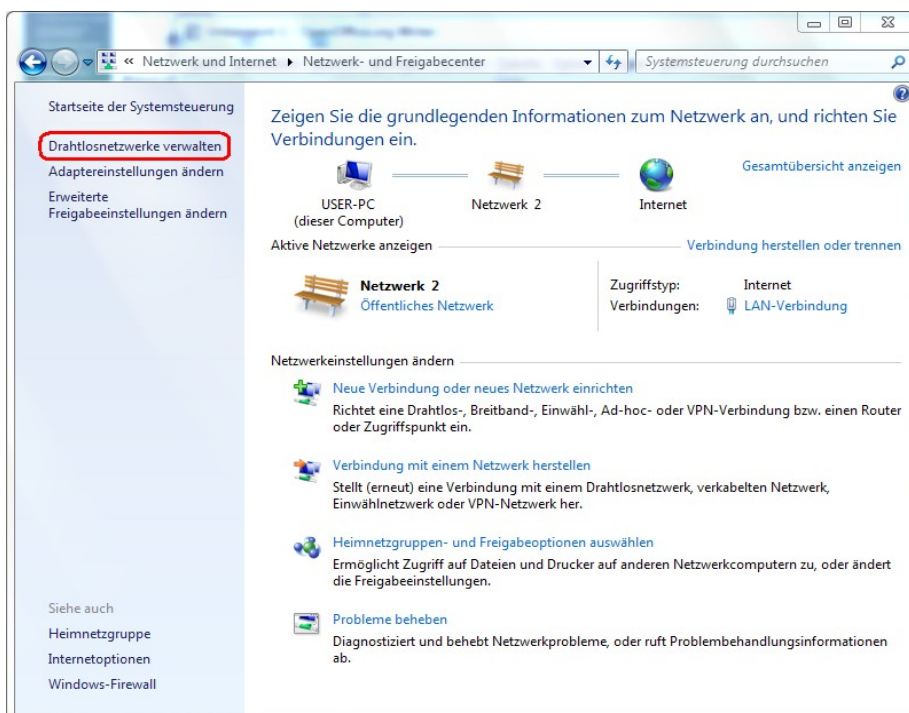 « Netzwerk und Internet ▸ Netzwerk- und Freigabecenter
Systemsteuerung durchsuchen
Startseite der Systemsteuerung
Drahtlosnetzwerke verwalten
Adaptereinstellungen ändern
Erweiterte
Freigabeeinstellungen ändern
Siehe auch
Heimnetzgruppe
Internetoptionen
Windows-Firewall
Zeigen Sie die grundlegenden Informationen zum Netzwerk an, und richten Sie
Verbindungen ein.
Gesamtübersicht anzeigen
USER-PC
(dieser Computer)
Netzwerk 2
Internet
Aktive Netzwerke anzeigen
Verbindung herstellen oder trennen
Netzwerk 2
Öffentliches Netzwerk
Zugriffstyp: Internet
Verbindungen: LAN-Verbindung
Netzwerkeinstellungen ändern
Neue Verbindung oder neues Netzwerk einrichten
Richtet eine Drahtlos-, Breitband-, Einwähl-, Ad-hoc- oder VPN-Verbindung bzw. einen Router
oder Zugriffspunkt ein.
Verbindung mit einem Netzwerk herstellen
Stellt (erneut) eine Verbindung mit einem Drahtlosnetzwerk, verkabelten Netzwerk,
Einwählnetzwerk oder VPN-Netzwerk her.
Heimnetzgruppen- und Freigabeoptionen auswählen
Ermöglicht Zugriff auf Dateien und Drucker auf anderen Netzwerkcomputern zu, oder ändert
die Freigabeeinstellungen.
Probleme beheben
Diagnostiziert und behebt Netzwerkprobleme, oder ruft Problembehandlungsinformationen
ab.